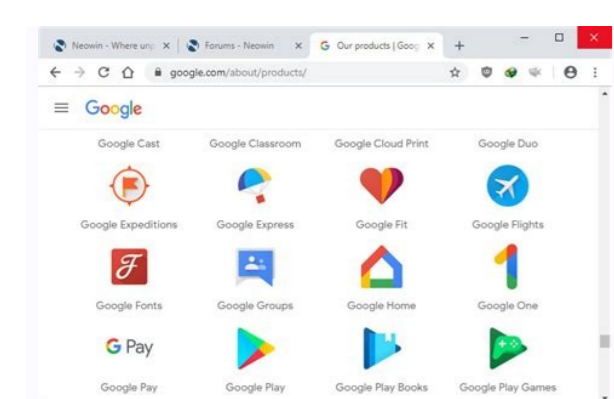 Neowin - Where unp
Forums - Neowin
Our products | Goog
google.com/about/products/
Google
Google Cast
Google Classroom
Google Cloud Print
Google Duo
Google Expeditions
Google Express
Google Fit
Google Flights
F
Google Fonts
Google Groups
Google Home
Google One
G Pay
Google Pay
Google Play
Google Play Books
Google Play Games